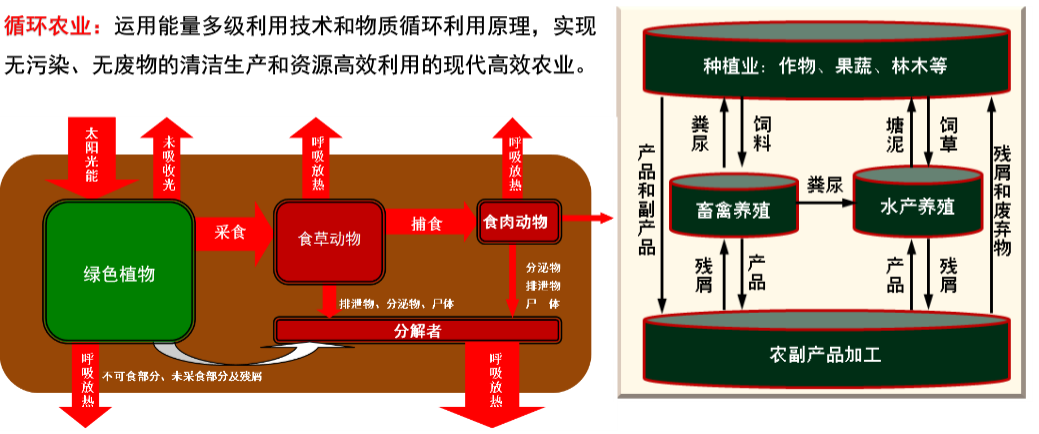 循环农业：运用能量多级利用技术和物质循环利用原理，实现
无污染、无废物的清洁生产和资源高效利用的现代高效农业。
太阳光能
未吸收光
呼吸放热
呼吸放热
绿色植物
采食
食草动物
捕食
食肉动物
排泄物、分泌物、尸体
分泌物
排泄物
尸 体
分解者
呼吸放热
不可食部分、未采食部分及残屑
呼吸放热
种植业：作物、果蔬、林木等
产品和副产品
粪尿
饲料
塘泥
饲草
残屑和废弃物
畜禽养殖
粪尿
水产养殖
残屑
产品
产品
残屑
农副产品加工